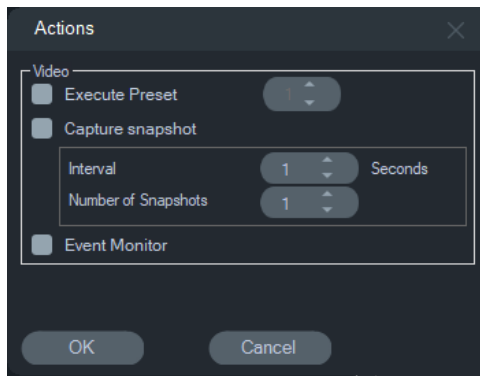 Actions
Video
Execute Preset 1
Capture snapshot
Interval 1 Seconds
Number of Snapshots 1
Event Monitor
OK Cancel